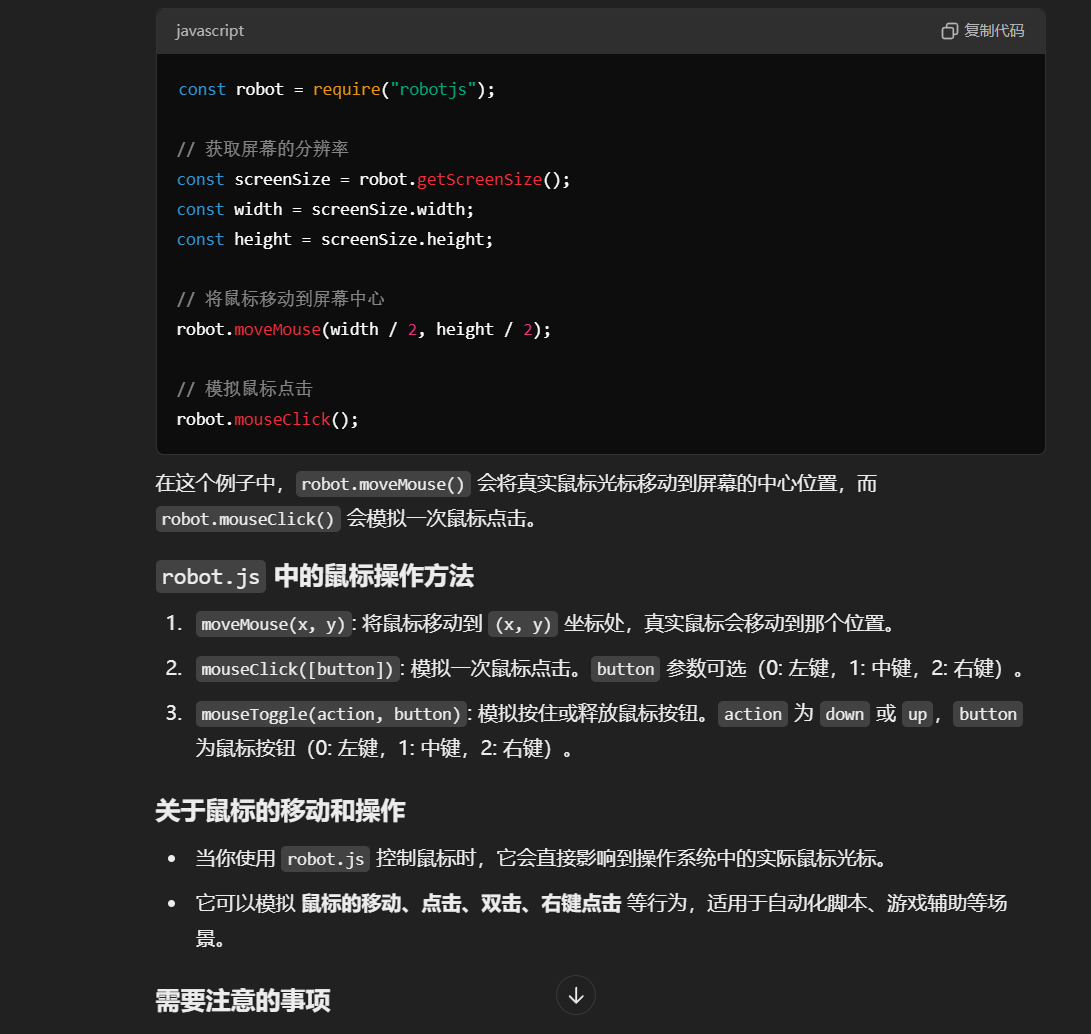 javascript
复制代码
const robot = require("robotjs");
// 获取屏幕的分辨率
const screenSize = robot.getScreenSize();
const width = screenSize.width;
const height = screenSize.height;
// 将鼠标移动到屏幕中心
robot.moveMouse(width / 2, height / 2);
// 模拟鼠标点击
robot.mouseClick();
在这个例子中，robot.moveMouse() 会将真实鼠标光标移动到屏幕的中心位置，而
robot.mouseClick() 会模拟一次鼠标点击。
robot.js 中的鼠标操作方法
1. moveMouse(x, y): 将鼠标移动到 (x, y) 坐标处，真实鼠标会移动到那个位置。
2. mouseClick([button]): 模拟一次鼠标点击。button 参数可选（0: 左键，1: 中键，2: 右键）。
3. mouseToggle(action, button): 模拟按住或释放鼠标按钮。action 为 down 或 up，button
为鼠标按钮（0: 左键，1: 中键，2: 右键）。
关于鼠标的移动和操作
• 当你使用 robot.js 控制鼠标时，它会直接影响到操作系统中的实际鼠标光标。
• 它可以模拟 鼠标的移动、点击、双击、右键点击 等行为，适用于自动化脚本、游戏辅助等场
景。
需要注意的事项